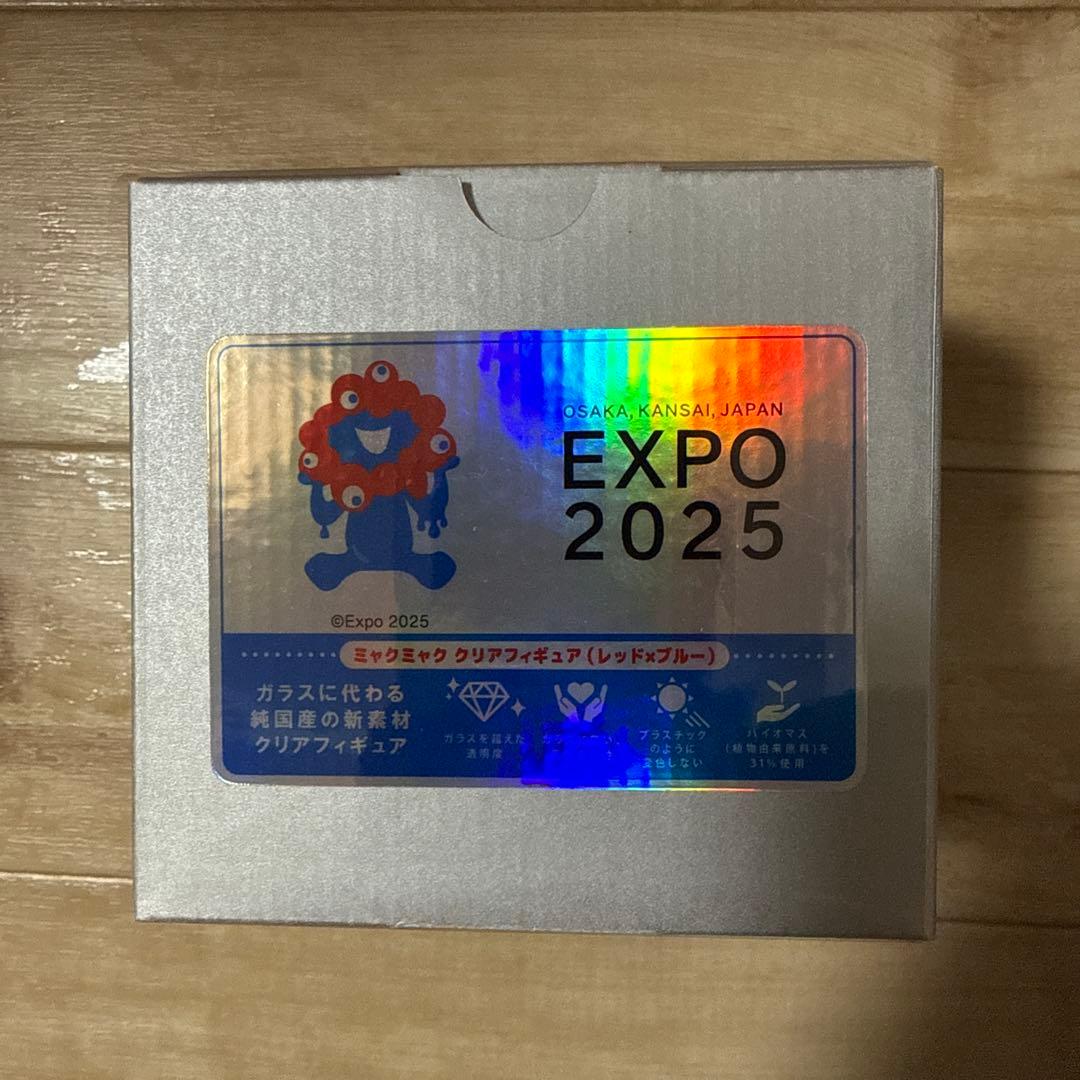 OSAKA, KANSAI, JAPAN
EXPO
2025
©Expo 2025
ミャクミャク クリアフィギュア(レッド×ブルー)
ガラスに代わる
純国産の新素材
クリアフィギュア
ガラスを超えた
透明度
プラスチック
のように
変色しない
バイオマス
(植物由来原料)を
31%使用